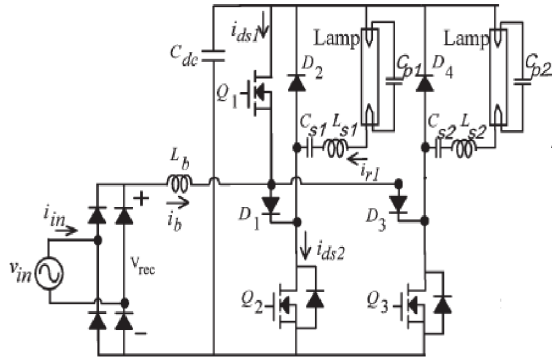 i_ds1
Lamp
Lamp
C_dc
D_2
C_p1
D_4
C_p2
Q_1
C_s1
L_s1
C_s2
L_s2
L_b
i_r1
+
i_in
i_b
D_1
D_3
v_rec
i_ds2
v_in
Q_2
Q_3
-